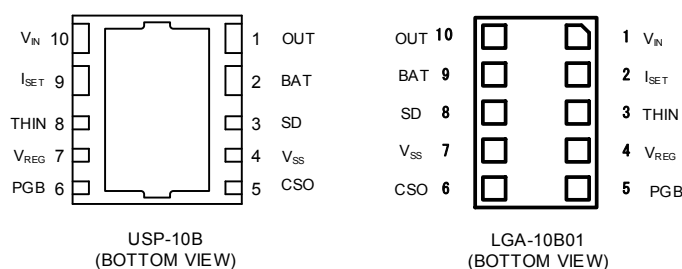 V_IN 10 1 OUT OUT 10 1 V_IN
I_SET 9 2 BAT BAT 9 2 I_SET
THIN 8 3 SD SD 8 3 THIN
V_REG 7 4 V_SS V_SS 7 4 V_REG
PGB 6 5 CSO CSO 6 5 PGB
USP-10B LGA-10B01
(BOTTOM VIEW) (BOTTOM VIEW)